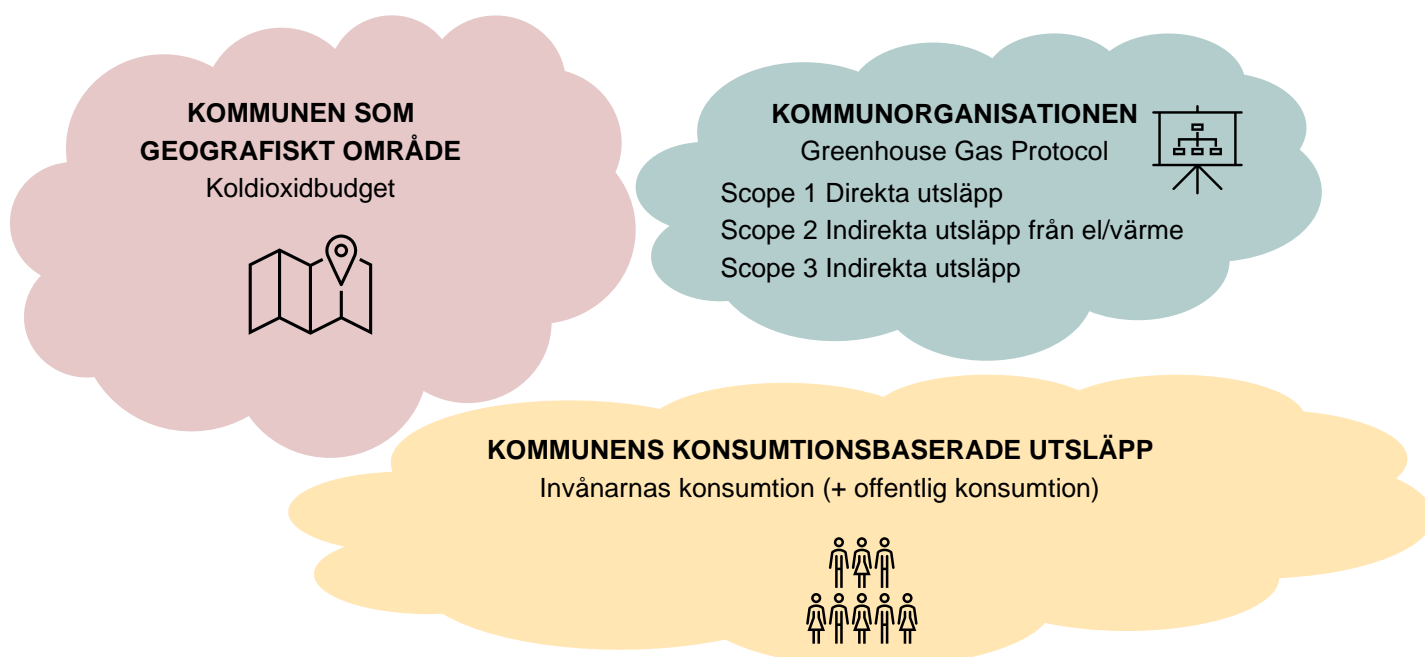 KOMMUNEN SOM
GEOGRAFISKT OMRÅDE
Koldioxidbudget
KOMMUNORGANISATIONEN
Greenhouse Gas Protocol
Scope 1 Direkta utsläpp
Scope 2 Indirekta utsläpp från el/värme
Scope 3 Indirekta utsläpp
KOMMUNENS KONSUMTIONSBASERADE UTSLÄPP
Invånarnas konsumtion (+ offentlig konsumtion)